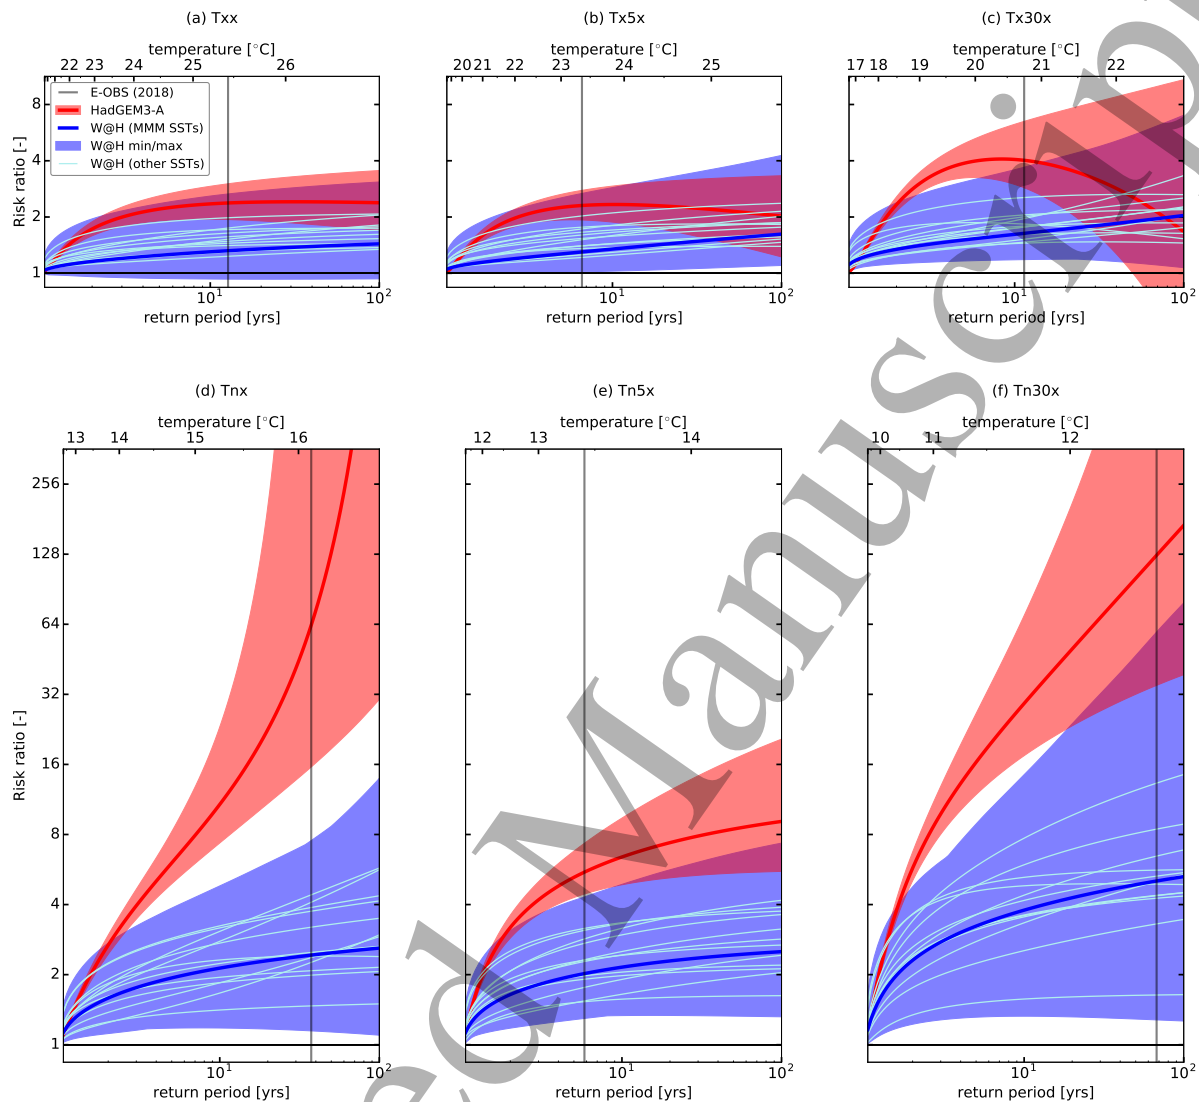 (a) Txx
(b) Tx5x
(c) Tx30x
temperature [°C]
temperature [°C]
temperature [°C]
22 23 24 25 26
20 21 22 23 24 25
17 18 19 20 21 22
E-OBS (2018)
HadGEM3-A
W@H (MMM SSTs)
W@H min/max
W@H (other SSTs)
Risk ratio [-]
8
4
2
1
10¹ 10²
10¹ 10²
10¹ 10²
return period [yrs]
return period [yrs]
return period [yrs]
(d) Tnx
(e) Tn5x
(f) Tn30x
temperature [°C]
temperature [°C]
temperature [°C]
13 14 15 16
12 13 14
10 11 12
Risk ratio [-]
256
128
64
32
16
8
4
2
1
10¹ 10²
10¹ 10²
10¹ 10²
return period [yrs]
return period [yrs]
return period [yrs]
ed Manuscrip